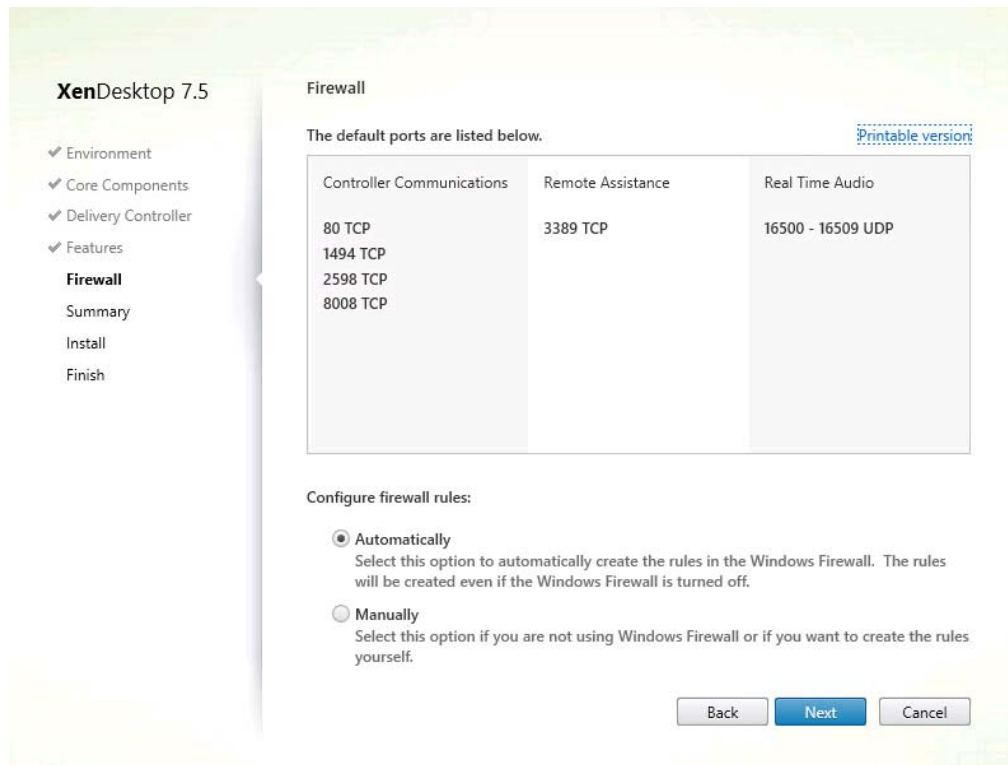 XenDesktop 7.5
Environment
Core Components
Delivery Controller
Features
Firewall
Summary
Install
Finish
Firewall
The default ports are listed below.
Printable version
Controller Communications
80 TCP
1494 TCP
2598 TCP
8008 TCP
Remote Assistance
3389 TCP
Real Time Audio
16500 - 16509 UDP
Configure firewall rules:
Automatically
Select this option to automatically create the rules in the Windows Firewall. The rules
will be created even if the Windows Firewall is turned off.
Manually
Select this option if you are not using Windows Firewall or if you want to create the rules
yourself.
Back
Next
Cancel